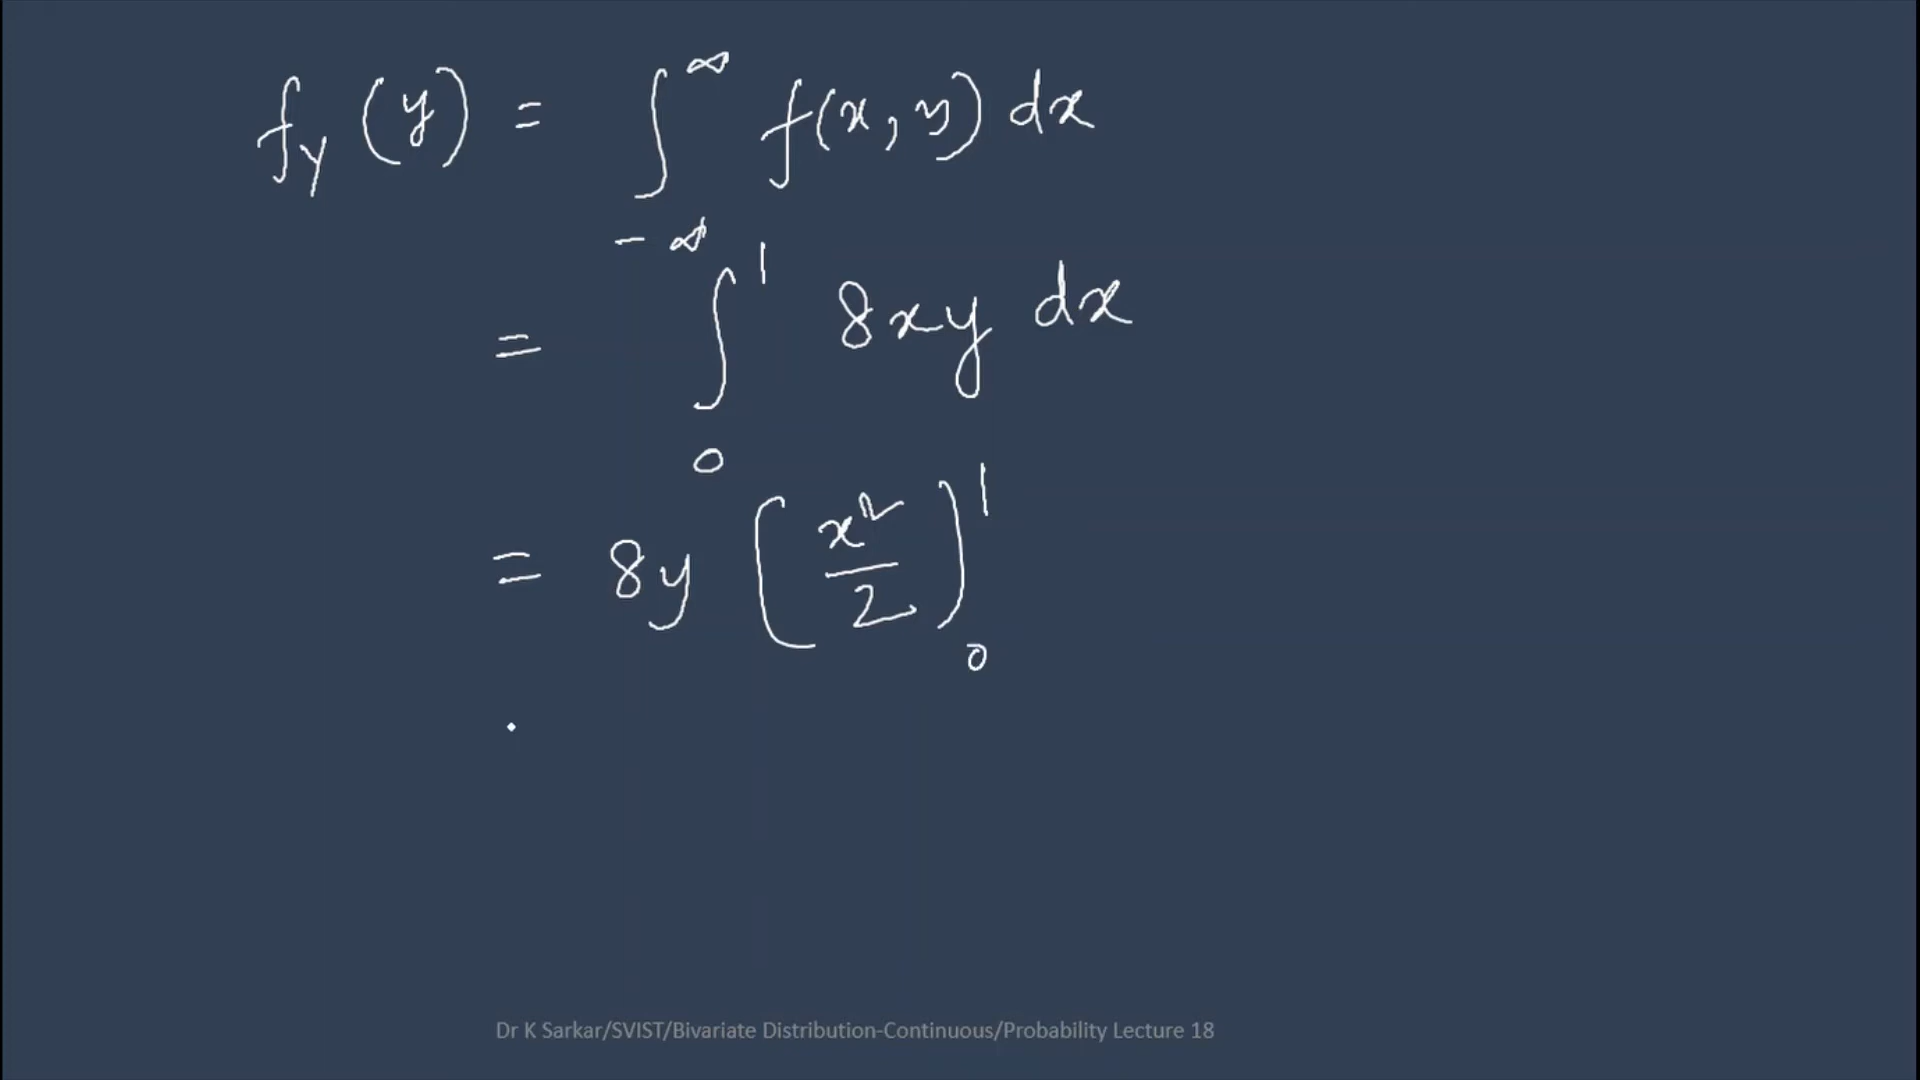 f_Y (y) = ∫_{-∞}^{∞} f(x, y) dx
= ∫_0^1 8xy dx
= 8y (x^2/2)_0^1
Dr K Sarkar/SVIST/Bivariate Distribution-Continuous/Probability Lecture 18